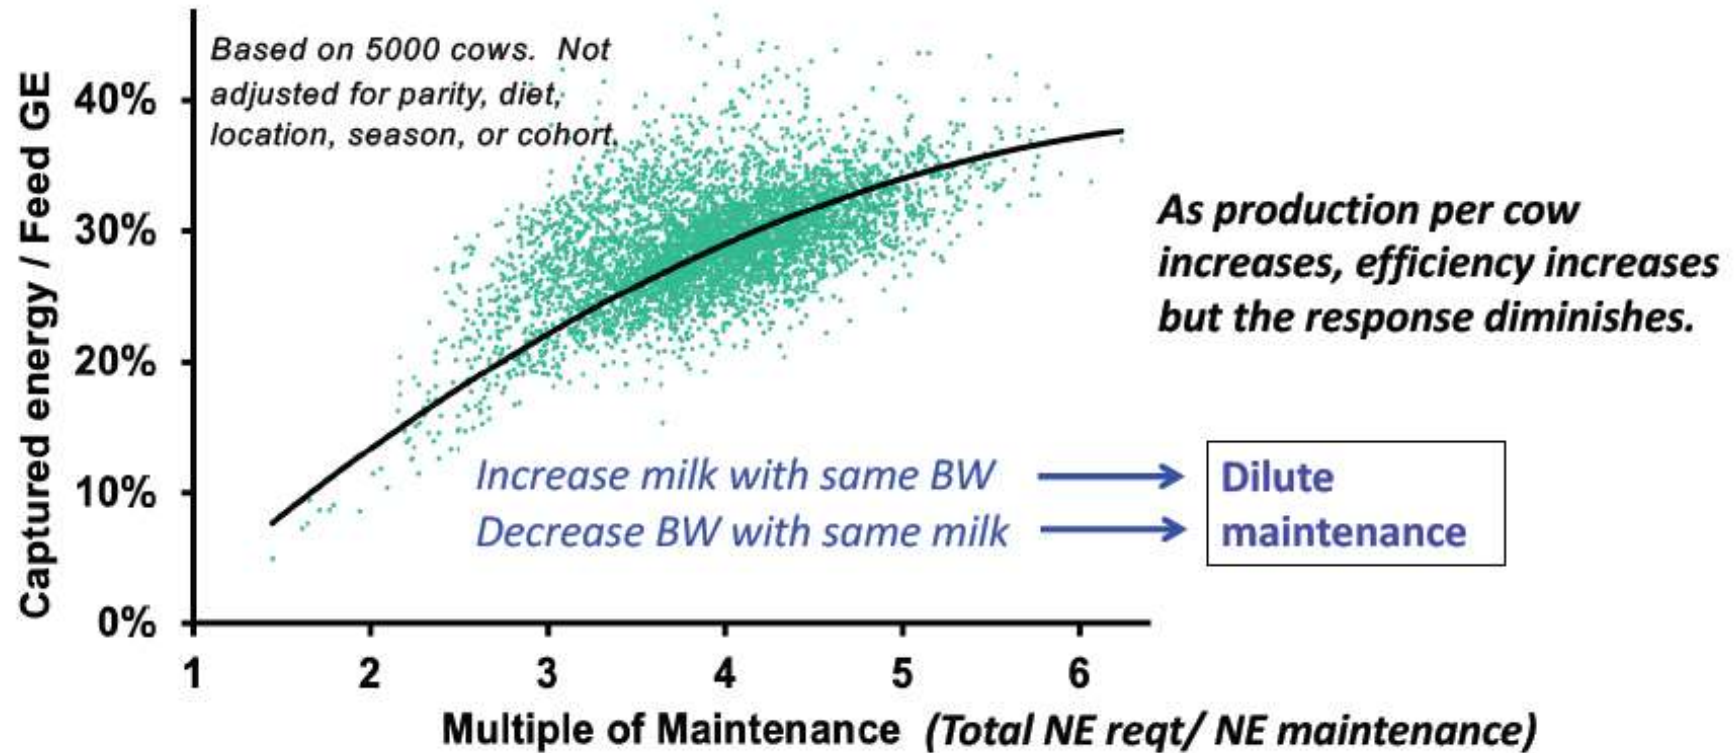 Captured energy / Feed GE
40%
30%
20%
10%
0%
Based on 5000 cows. Not
adjusted for parity, diet,
location, season, or cohort.
As production per cow
increases, efficiency increases
but the response diminishes.
Increase milk with same BW
Decrease BW with same milk
Dilute
maintenance
1 2 3 4 5 6
Multiple of Maintenance (Total NE reqt/ NE maintenance)